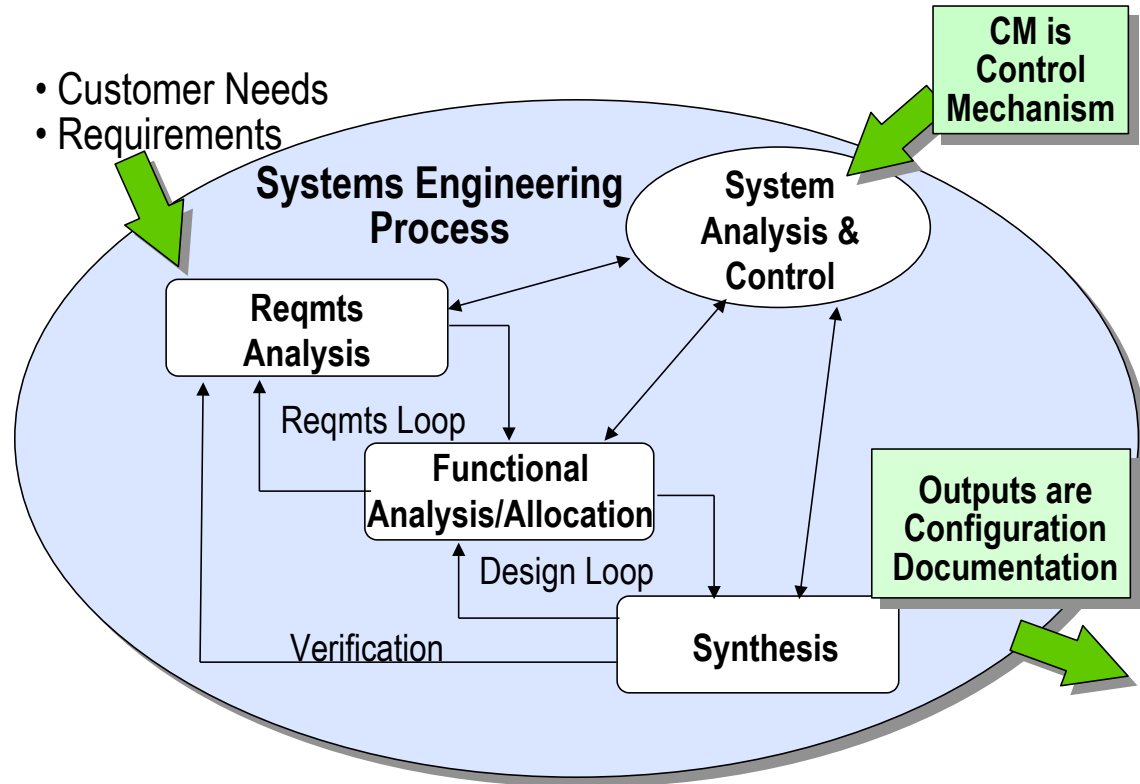 • Customer Needs
• Requirements
CM is
Control
Mechanism
Systems Engineering
Process
System
Analysis &
Control
Reqmts
Analysis
Reqmts Loop
Functional
Analysis/Allocation
Outputs are
Configuration
Documentation
Design Loop
Verification
Synthesis